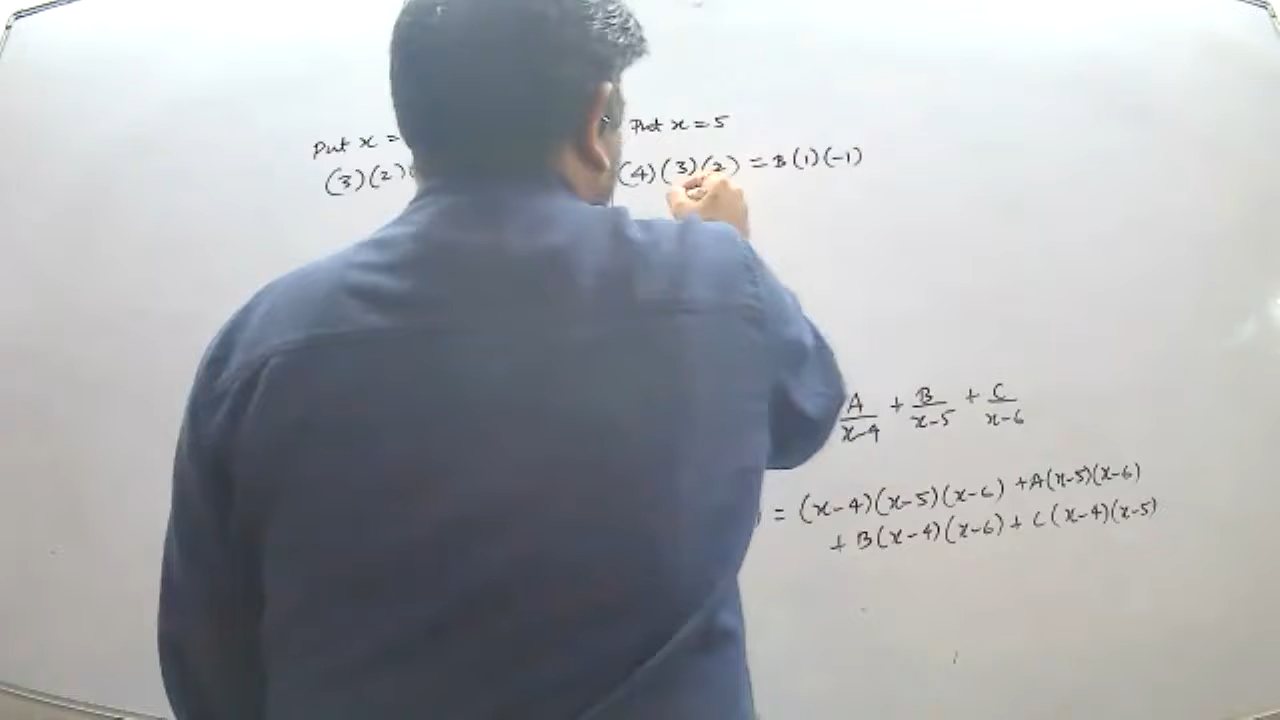 Put x =
(3)(2)(
Put x = 5
(4)(3)(2) = B(1)(-1)
A/x-4 + B/x-5 + C/x-6
) = (x-4)(x-5)(x-6) + A(x-5)(x-6)
+ B(x-4)(x-6) + C(x-4)(x-5)